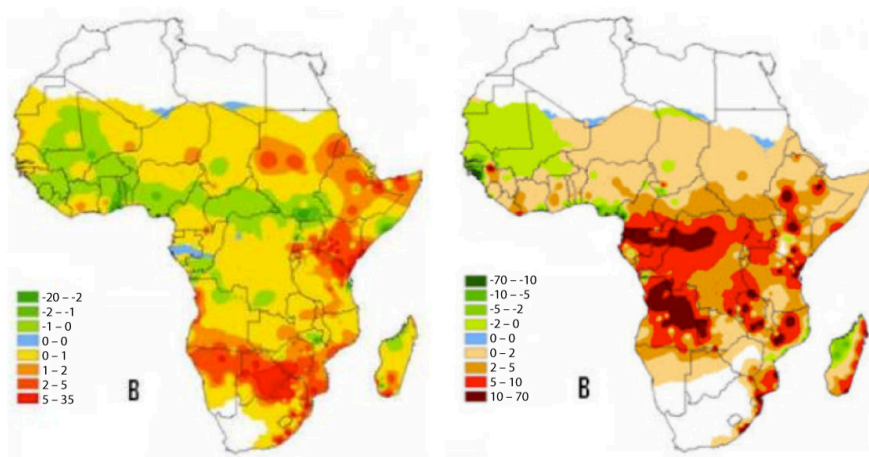 -20 – -2
-2 – -1
-1 – 0
0 – 0
0 – 1
1 – 2
2 – 5
5 – 35
B
-70 – -10
-10 – -5
-5 – -2
-2 – 0
0 – 0
0 – 2
2 – 5
5 – 10
10 – 70
B